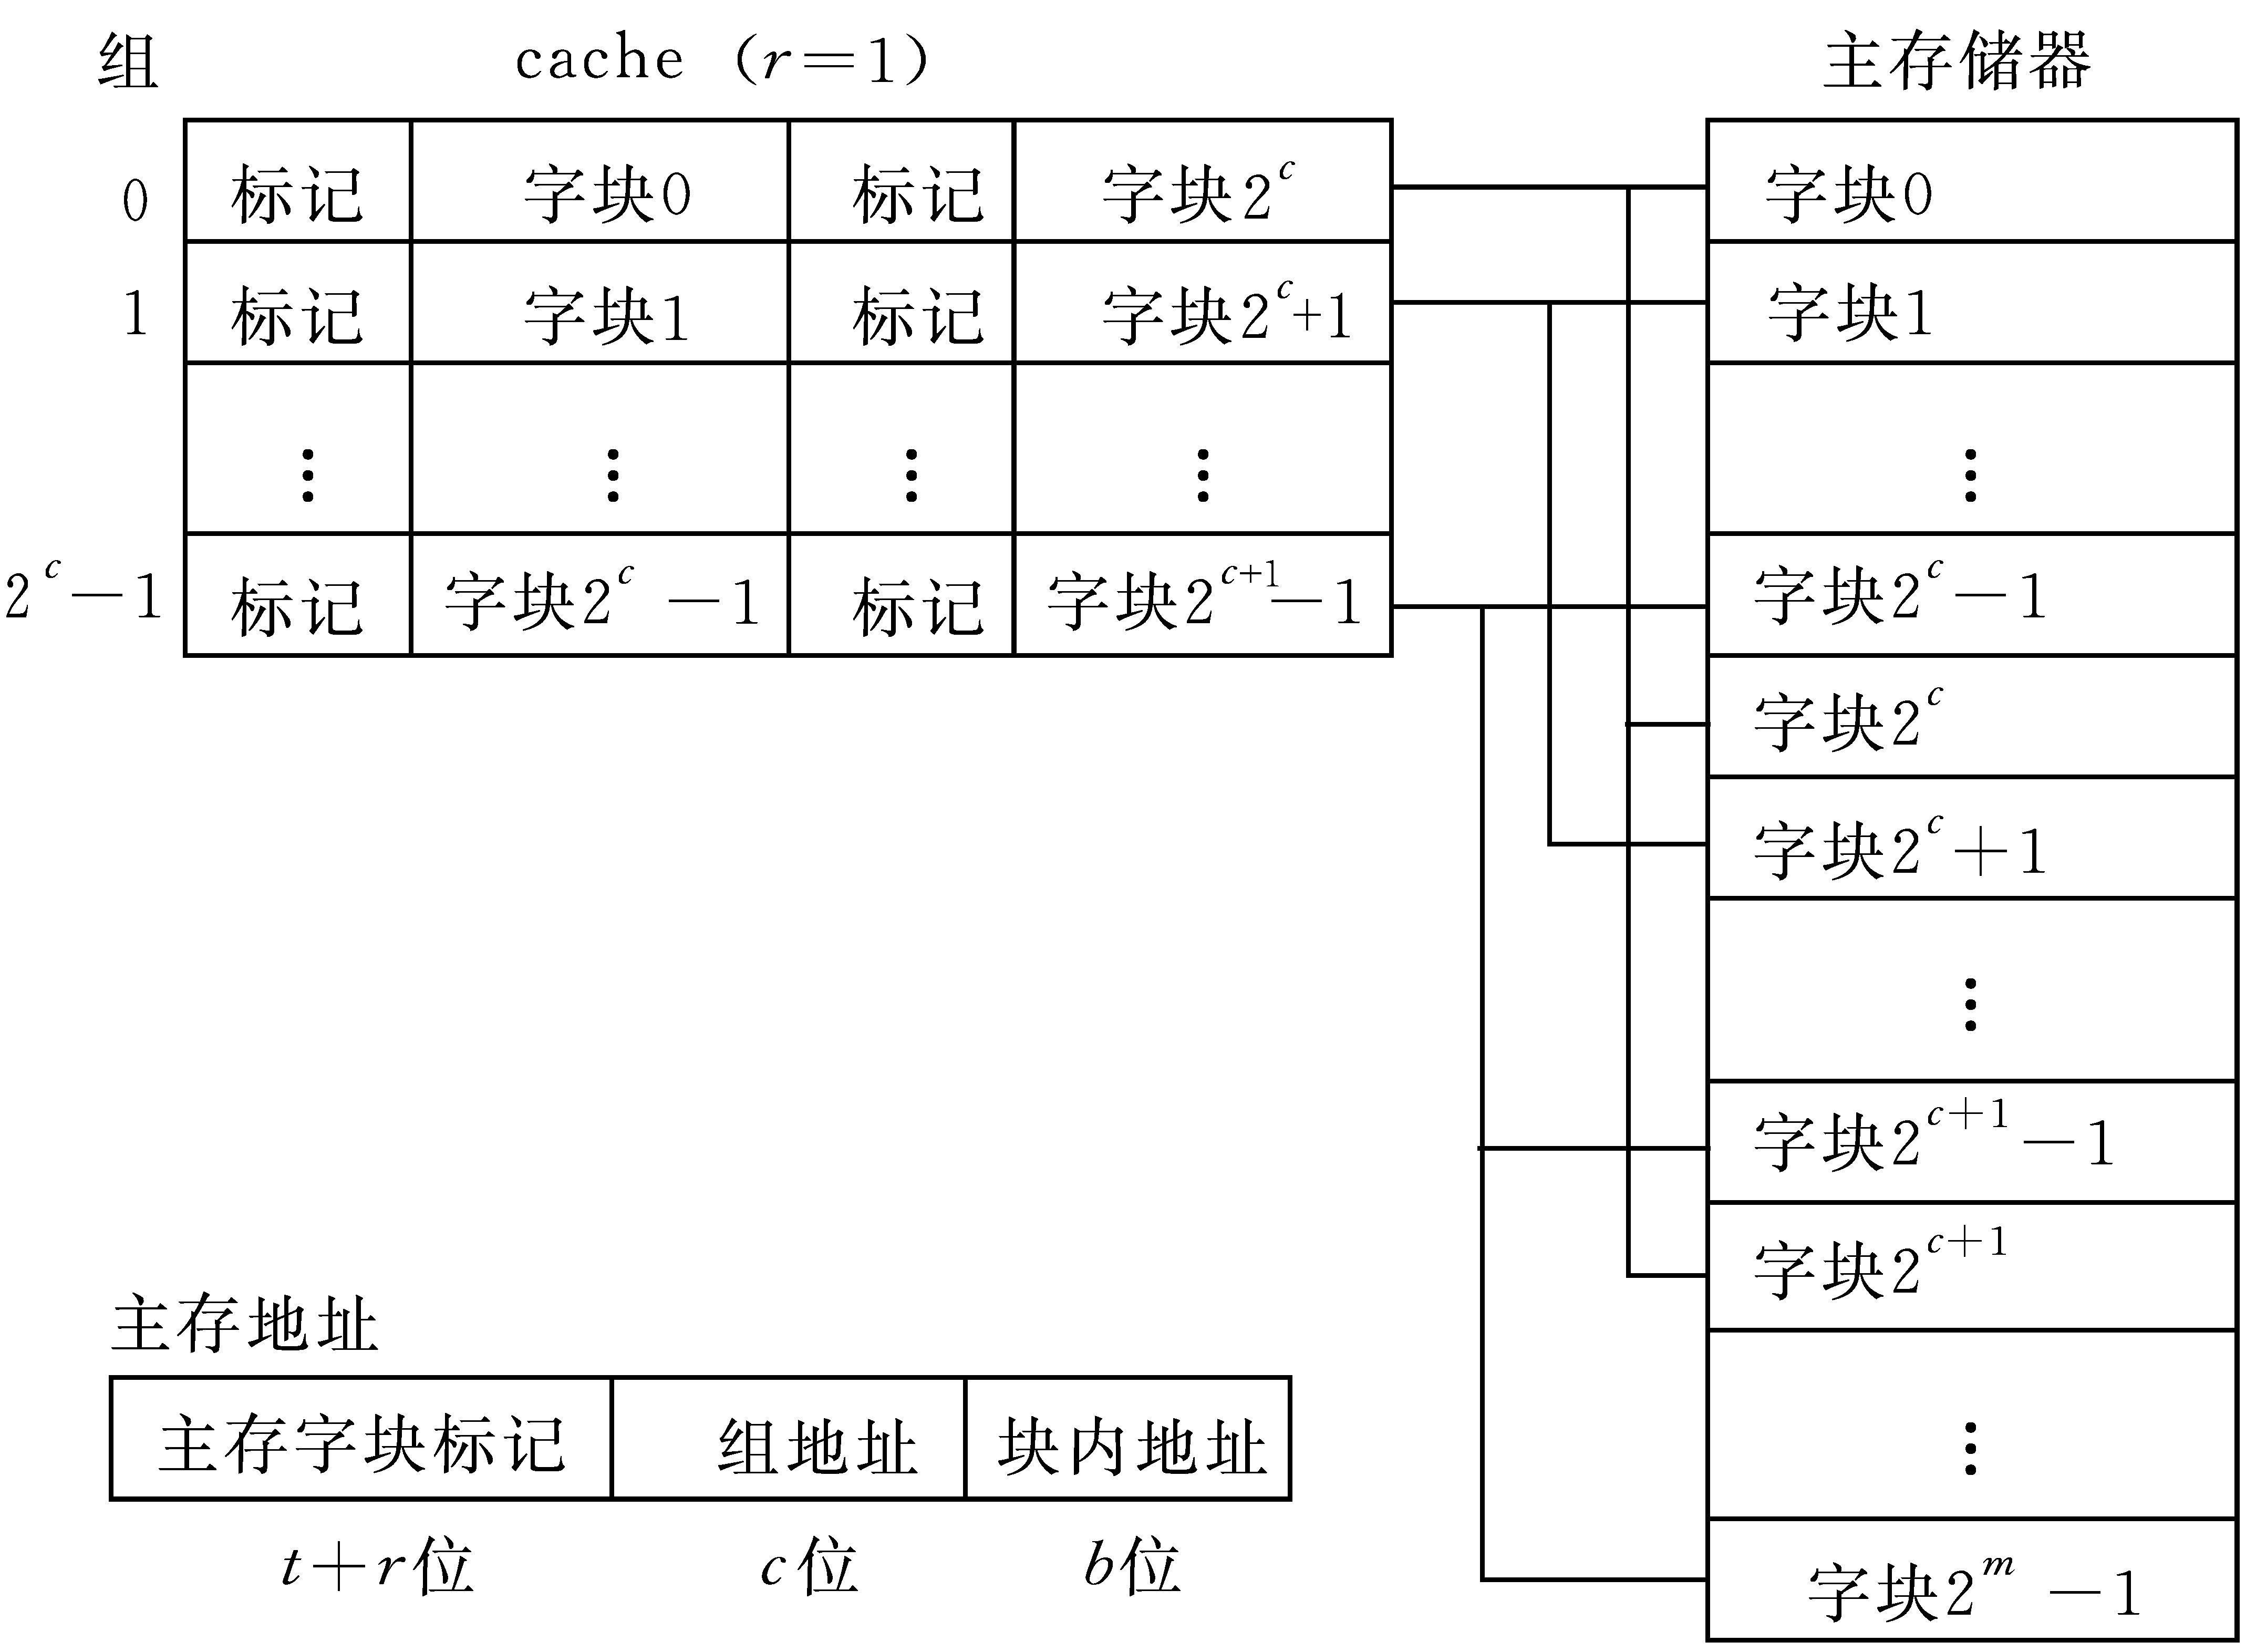 组 cache (r=1) 主存储器
0 标记 字块0 标记 字块2^c 字块0
1 标记 字块1 标记 字块2^c+1 字块1
⋮ ⋮ ⋮ ⋮ ⋮
2^c-1 标记 字块2^c-1 标记 字块2^{c+1}-1 字块2^c-1
字块2^c
字块2^c+1
⋮
字块2^{c+1}-1
字块2^{c+1}
主存地址
主存字块标记 组地址 块内地址 ⋮
t+r位 c位 b位 字块2^m-1